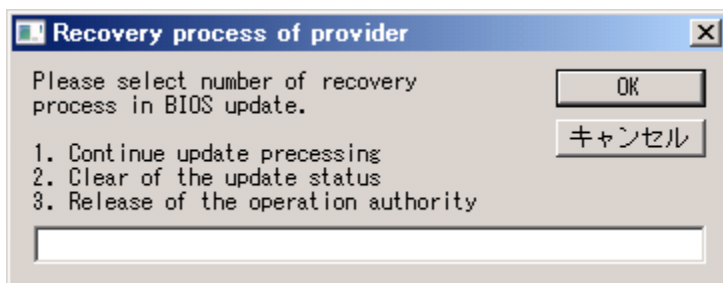 Recovery process of provider
Please select number of recovery
process in BIOS update.
OK
キャンセル
1. Continue update precessing
2. Clear of the update status
3. Release of the operation authority